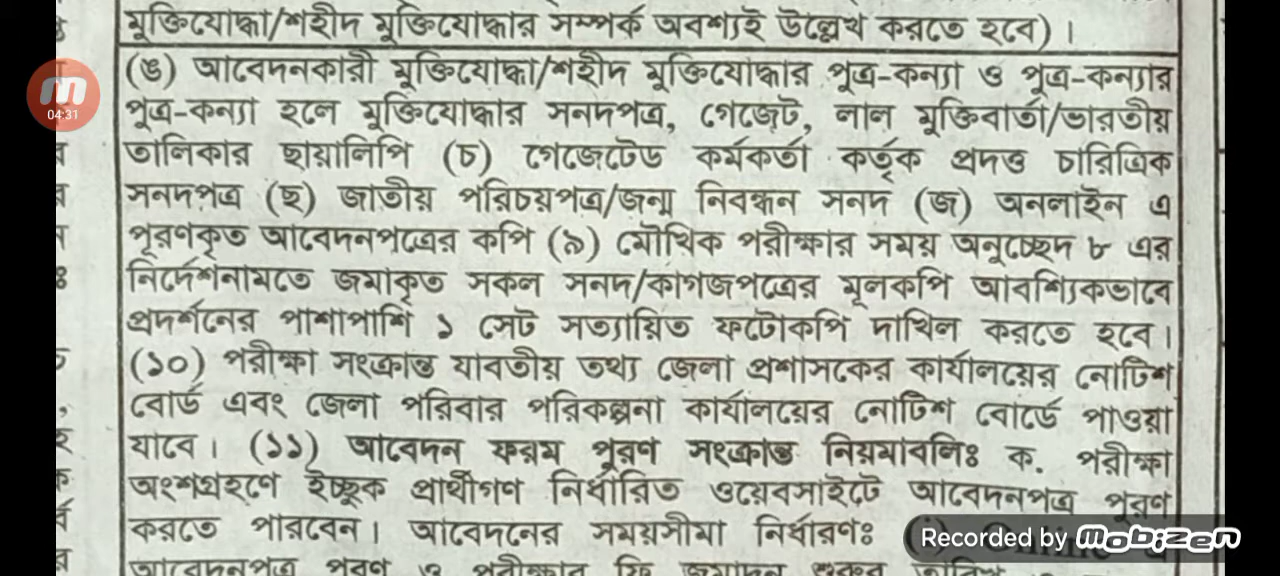 মুক্তিযোদ্ধা/শহীদ মুক্তিযোদ্ধার সম্পর্ক অবশ্যই উল্লেখ করতে হবে)।
(ঙ) আবেদনকারী মুক্তিযোদ্ধা/শহীদ মুক্তিযোদ্ধার পুত্র-কন্যা ও পুত্র-কন্যার
পুত্র-কন্যা হলে মুক্তিযোদ্ধার সনদপত্র, গেজেট, লাল মুক্তিবার্তা/ভারতীয়
তালিকার ছায়ালিপি (চ) গেজেটেড কর্মকর্তা কর্তৃক প্রদত্ত চারিত্রিক
সনদপত্র (ছ) জাতীয় পরিচয়পত্র/জন্ম নিবন্ধন সনদ (জ) অনলাইন এ
পূরণকৃত আবেদনপত্রের কপি (৯) মৌখিক পরীক্ষার সময় অনুচ্ছেদ ৮ এর
নির্দেশনামতে জমাকৃত সকল সনদ/কাগজপত্রের মূলকপি আবশ্যিকভাবে
প্রদর্শনের পাশাপাশি ১ সেট সত্যায়িত ফটোকপি দাখিল করতে হবে।
(১০) পরীক্ষা সংক্রান্ত যাবতীয় তথ্য জেলা প্রশাসকের কার্যালয়ের নোটিশ
বোর্ড এবং জেলা পরিবার পরিকল্পনা কার্যালয়ের নোটিশ বোর্ডে পাওয়া
যাবে। (১১) আবেদন ফরম পুরণ সংক্রান্ত নিয়মাবলিঃ ক. পরীক্ষা
অংশগ্রহণে ইচ্ছুক প্রার্থীগণ নির্ধারিত ওয়েবসাইটে আবেদনপত্র পুরণ
করতে পারবেন। আবেদনের সময়সীমা নির্ধারণঃ (i)
আবেদনপত্র পূরণ ও পরীক্ষার ফি জমাদান শুরুর তারিখ
04:31
Recorded by mobizen